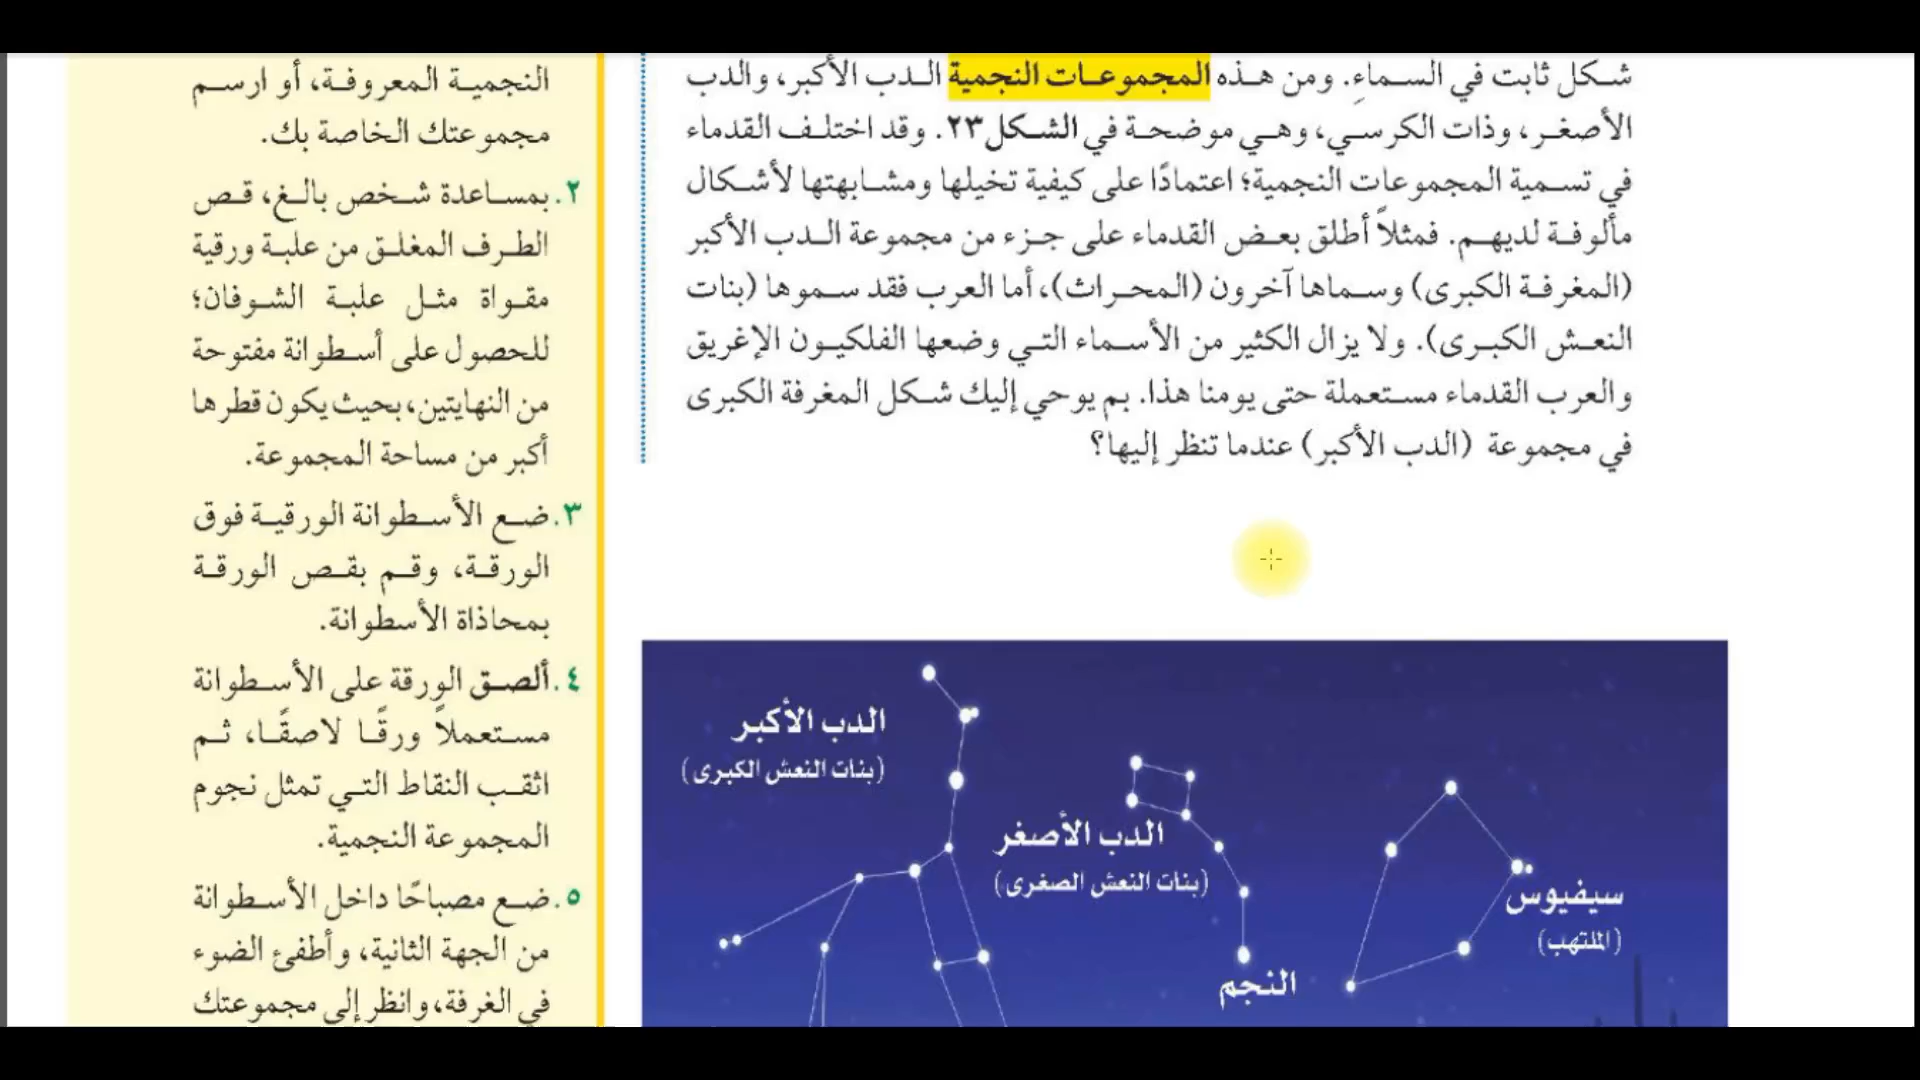 شكل ثابت في السماءِ. ومن هذه المجموعات النجمية الدب الأكبر، والدب
الأصغر، وذات الكرسي، وهي موضحة في الشكل ٢٣. وقد اختلف القدماء
في تسمية المجموعات النجمية؛ اعتمادًا على كيفية تخيلها ومشابهتها لأشكال
مألوفة لديهم. فمثلاً أطلق بعض القدماء على جزء من مجموعة الدب الأكبر
(المغرفة الكبرى) وسماها آخرون (المحراث)، أما العرب فقد سموها (بنات
النعش الكبرى). ولا يزال الكثير من الأسماء التي وضعها الفلكيون الإغريق
والعرب القدماء مستعملة حتى يومنا هذا. بم يوحي إليك شكل المغرفة الكبرى
في مجموعة (الدب الأكبر) عندما تنظر إليها؟
الدب الأكبر
(بنات النعش الكبرى)
الدب الأصغر
(بنات النعش الصغرى)
النجم
سيفيوس
(الملتهب)
النجمية المعروفة، أو ارسم
مجموعتك الخاصة بك.
٢. بمساعدة شخص بالغ، قص
الطرف المغلق من علبة ورقية
مقواة مثل علبة الشوفان؛
للحصول على أسطوانة مفتوحة
من النهايتين، بحيث يكون قطرها
أكبر من مساحة المجموعة.
٣. ضع الأسطوانة الورقية فوق
الورقة، وقم بقص الورقة
بمحاذاة الأسطوانة.
٤. ألصق الورقة على الأسطوانة
مستعملاً ورقًا لاصقًا، ثم
اثقب النقاط التي تمثل نجوم
المجموعة النجمية.
٥. ضع مصباحًا داخل الأسطوانة
من الجهة الثانية، وأطفئ الضوء
في الغرفة، وانظر إلى مجموعتك